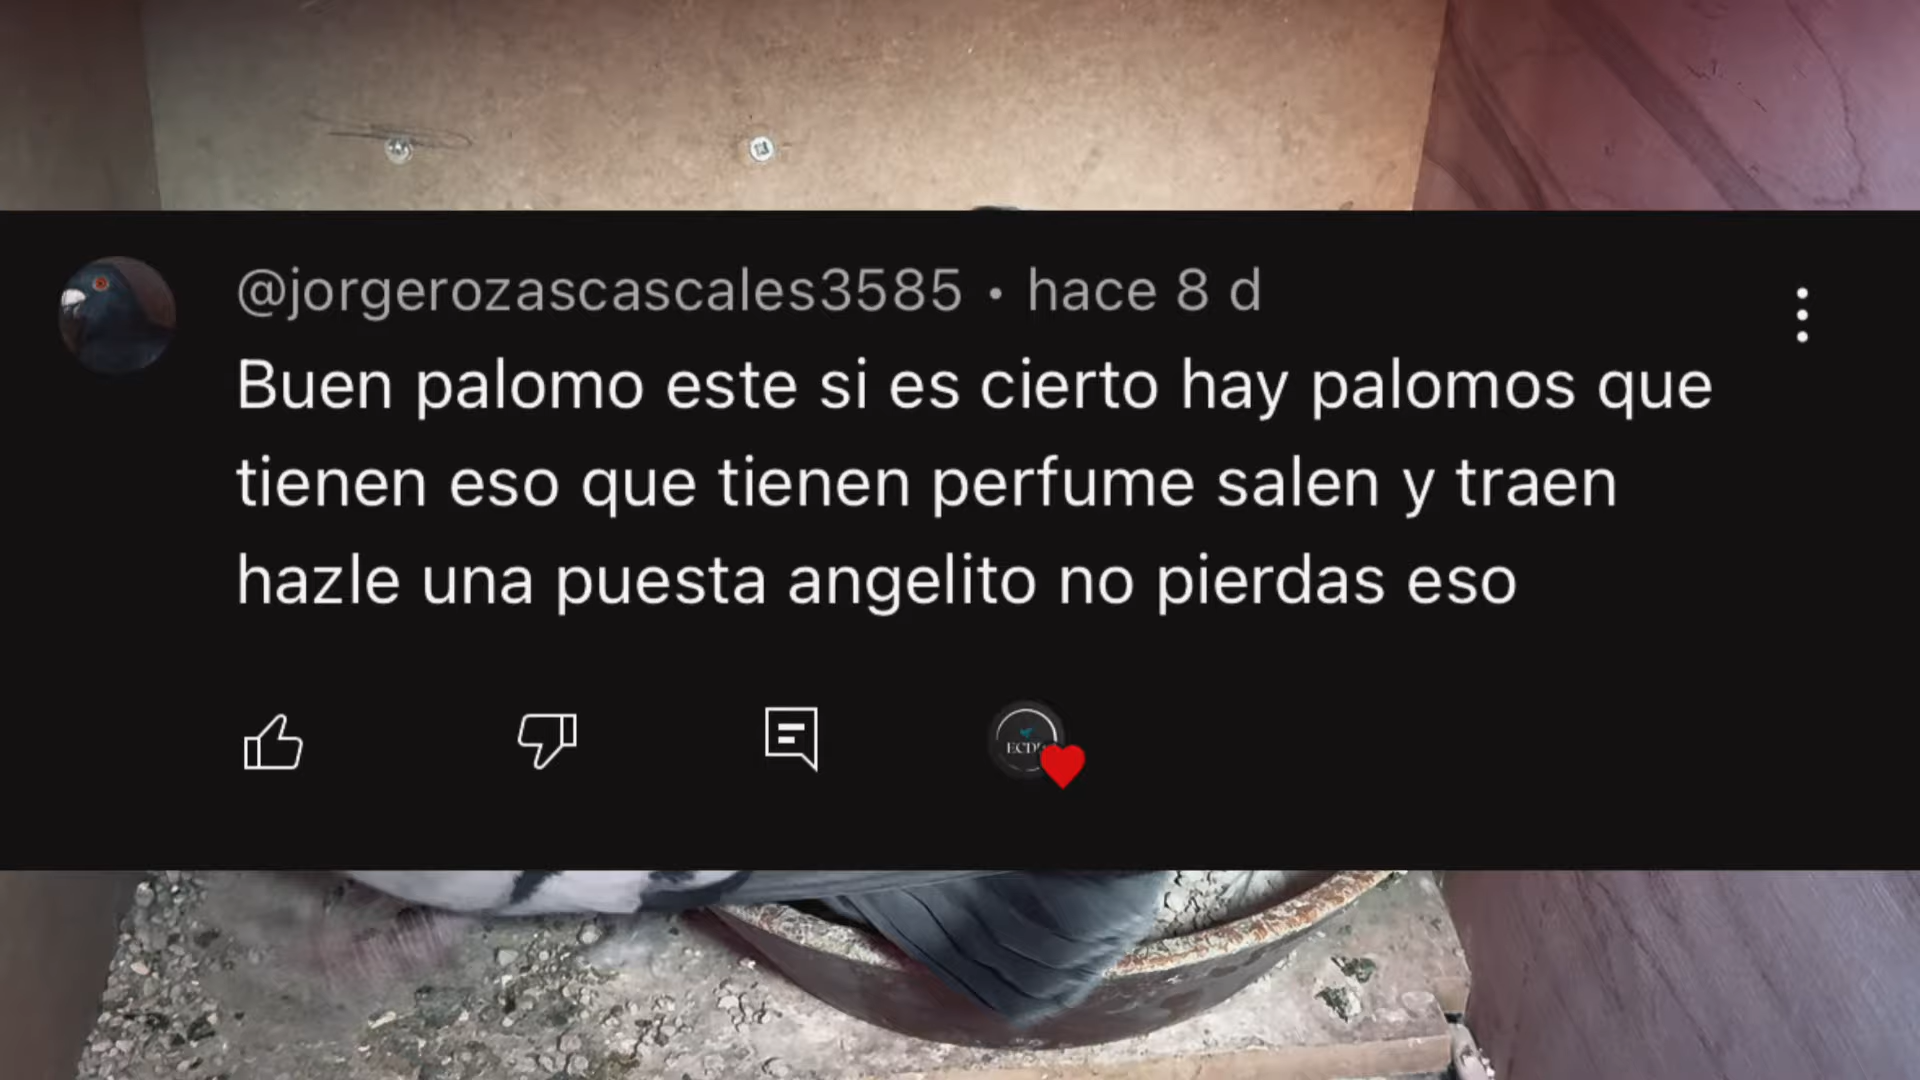 @jorgerozascascales3585 • hace 8 d
Buen palomo este si es cierto hay palomos que
tienen eso que tienen perfume salen y traen
hazle una puesta angelito no pierdas eso